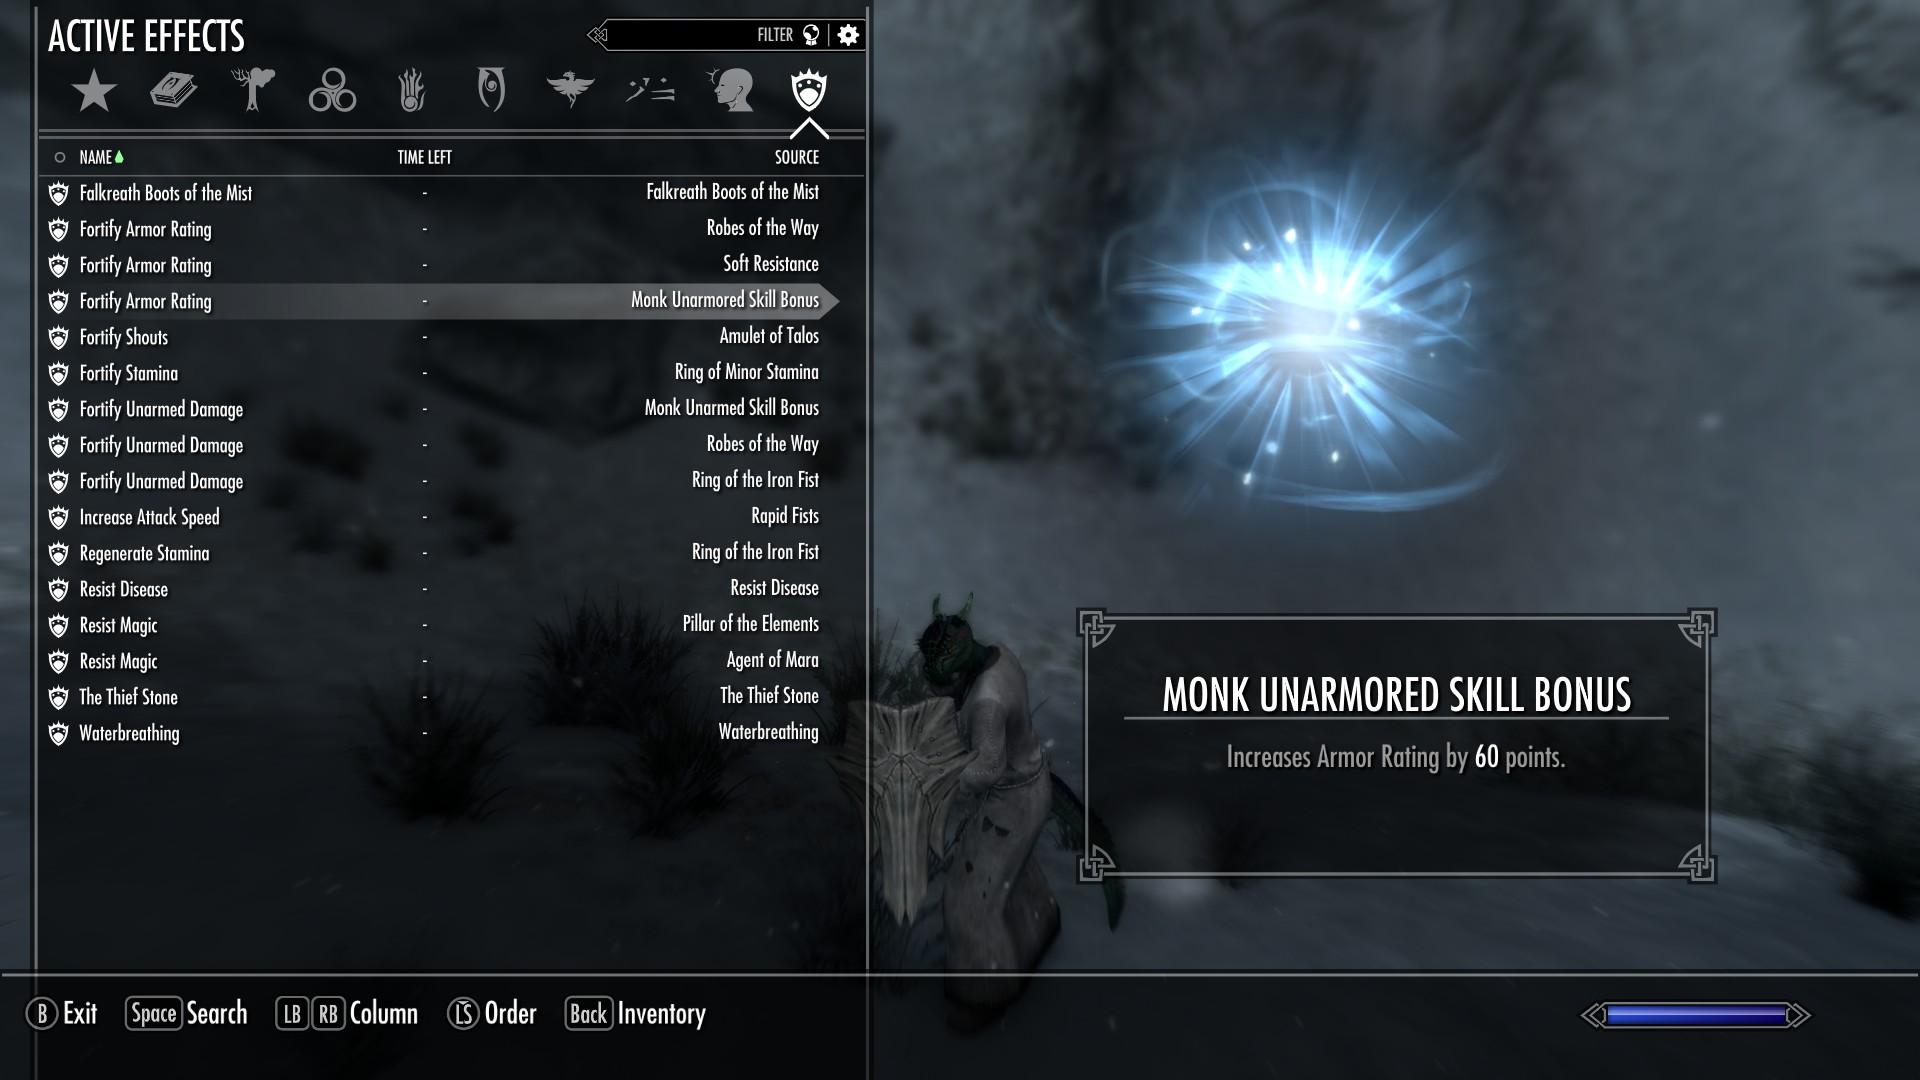 ACTIVE EFFECTS
FILTER
NAME TIME LEFT SOURCE
Falkreath Boots of the Mist - Falkreath Boots of the Mist
Fortify Armor Rating - Robes of the Way
Fortify Armor Rating - Soft Resistance
Fortify Armor Rating - Monk Unarmored Skill Bonus
Fortify Shouts - Amulet of Talos
Fortify Stamina - Ring of Minor Stamina
Fortify Unarmed Damage - Monk Unarmed Skill Bonus
Fortify Unarmed Damage - Robes of the Way
Fortify Unarmed Damage - Ring of the Iron Fist
Increase Attack Speed - Rapid Fists
Regenerate Stamina - Ring of the Iron Fist
Resist Disease - Resist Disease
Resist Magic - Pillar of the Elements
Resist Magic - Agent of Mara
The Thief Stone - The Thief Stone
Waterbreathing - Waterbreathing
MONK UNARMORED SKILL BONUS
Increases Armor Rating by 60 points.
B Exit Space Search LB RB Column LS Order Back Inventory